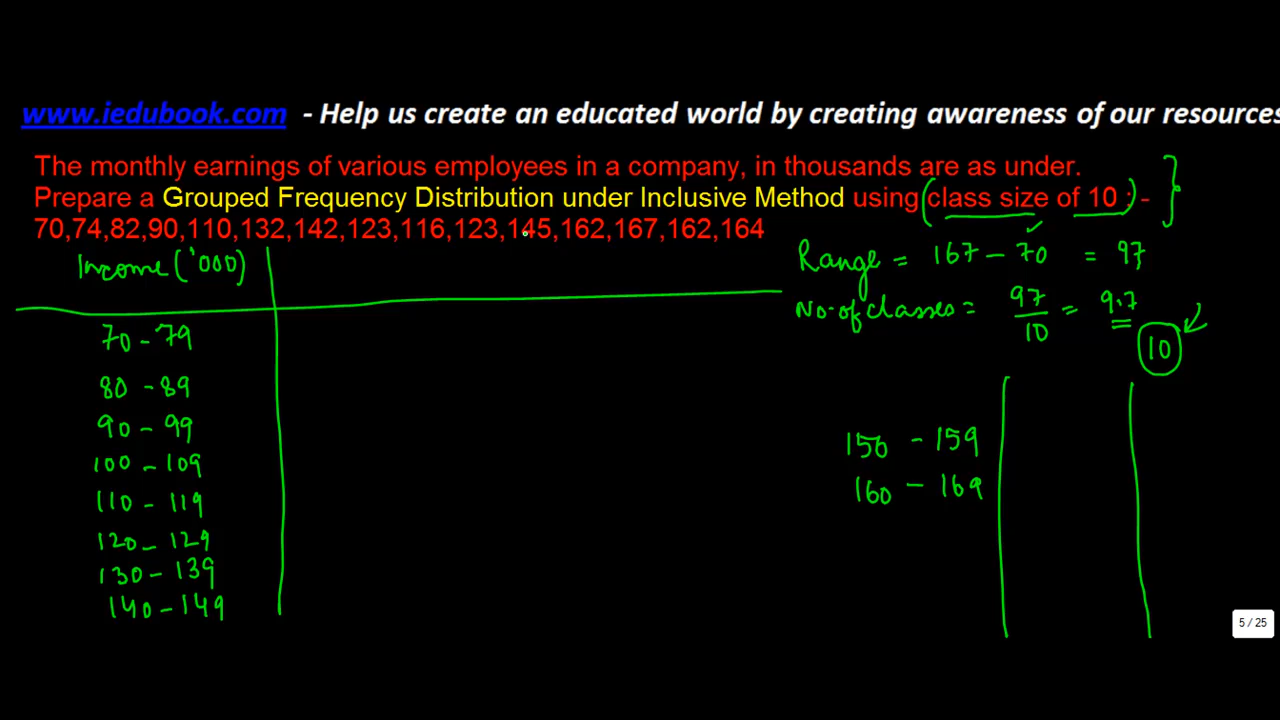 www.iedubook.com - Help us create an educated world by creating awareness of our resources
The monthly earnings of various employees in a company, in thousands are as under.
Prepare a Grouped Frequency Distribution under Inclusive Method using (class size of 10 :) -
70,74,82,90,110,132,142,123,116,123,145,162,167,162,164
Income ('000)
70 - 79
80 - 89
90 - 99
100 - 109
110 - 119
120 - 129
130 - 139
140 - 149
Range = 167 - 70 = 97
No. of classes = 97/10 = 9.7
10
150 - 159
160 - 169
5 / 25